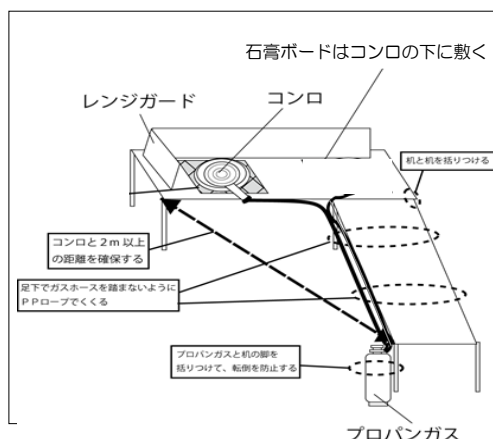 石膏ボードはコンロの下に敷く
レンジガード
コンロ
机と机を括りつける
コンロと２ｍ以上
の距離を確保する
足下でガスホースを踏まないように
ＰＰロープでくくる
プロパンガスと机の脚を
括りつけて、転倒を防止する
プロパンガス